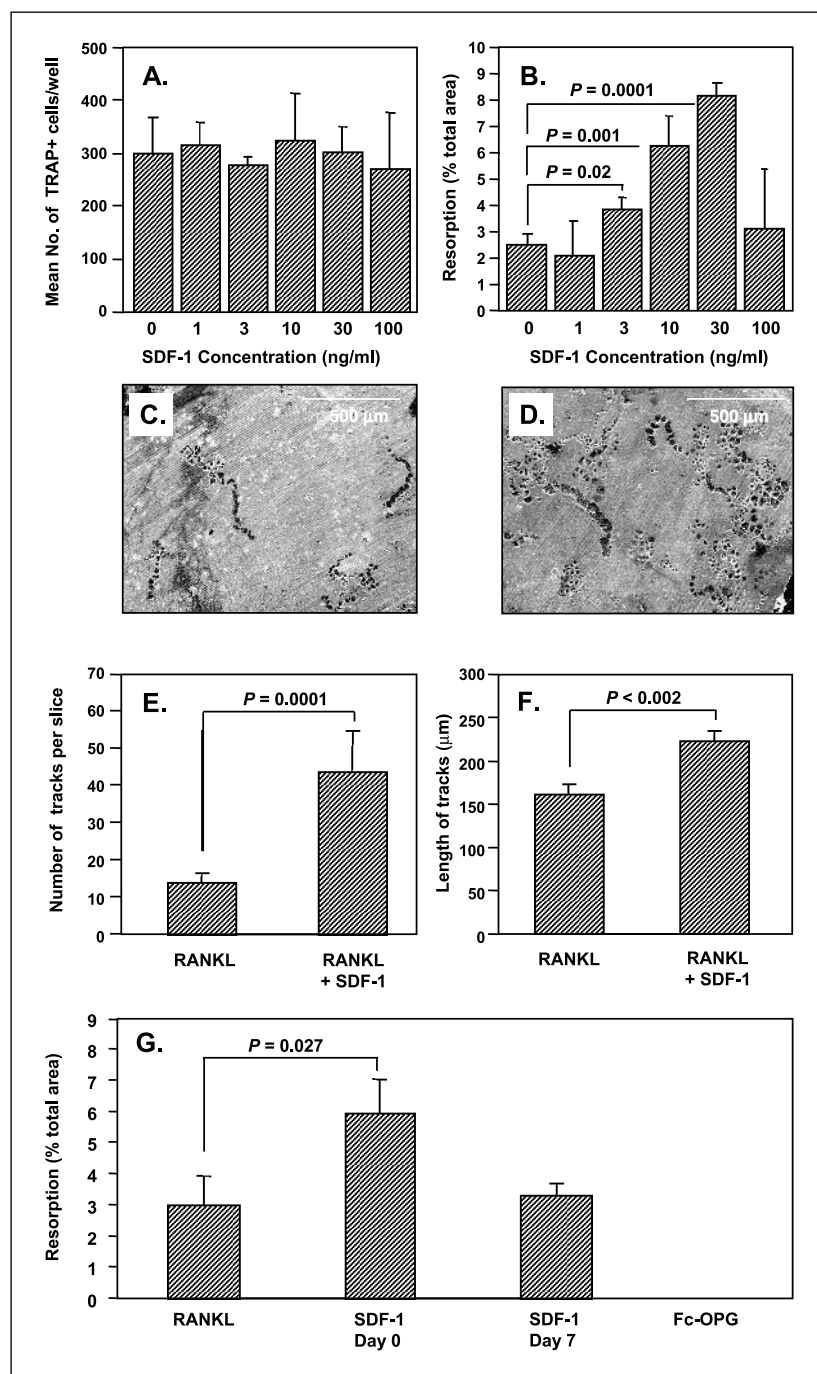 A.
Mean No. of TRAP+ cells/well
500
400
300
200
100
0
0 1 3 10 30 100
SDF-1 Concentration (ng/ml)
B.
Resorption (% total area)
10
9
8
7
6
5
4
3
2
1
0
P = 0.0001
P = 0.001
P = 0.02
0 1 3 10 30 100
SDF-1 Concentration (ng/ml)
C.
500 µm
D.
500 µm
E.
Number of tracks per slice
70
60
50
40
30
20
10
0
P = 0.0001
RANKL
RANKL
+ SDF-1
F.
Length of tracks (µm)
300
250
200
150
100
50
0
P < 0.002
RANKL
RANKL
+ SDF-1
G.
Resorption (% total area)
9
8
7
6
5
4
3
2
1
0
P = 0.027
RANKL
SDF-1
Day 0
SDF-1
Day 7
Fc-OPG